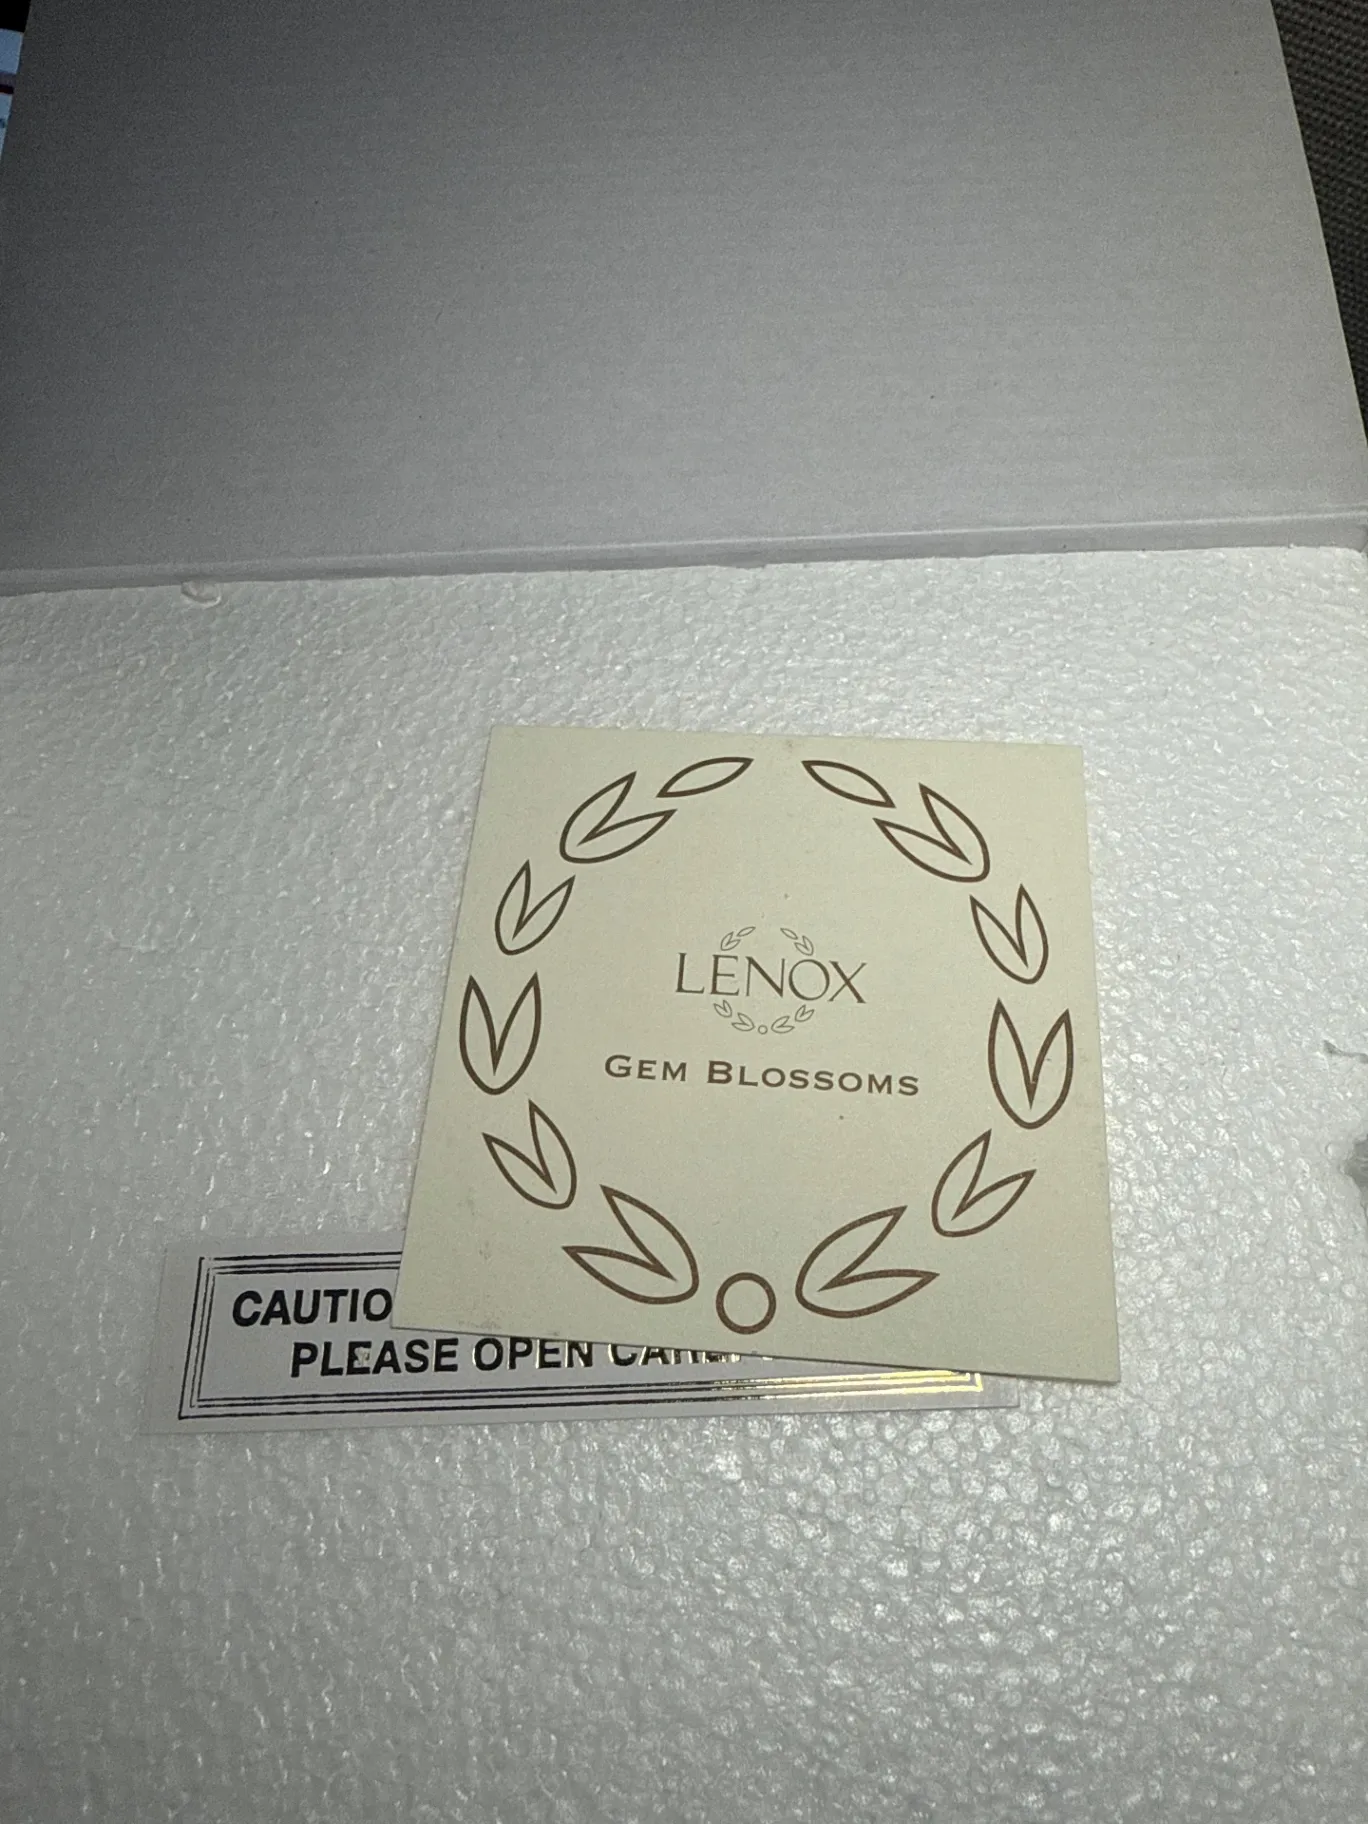 LENOX
GEM BLOSSOMS
CAUTIO
PLEASE OPEN